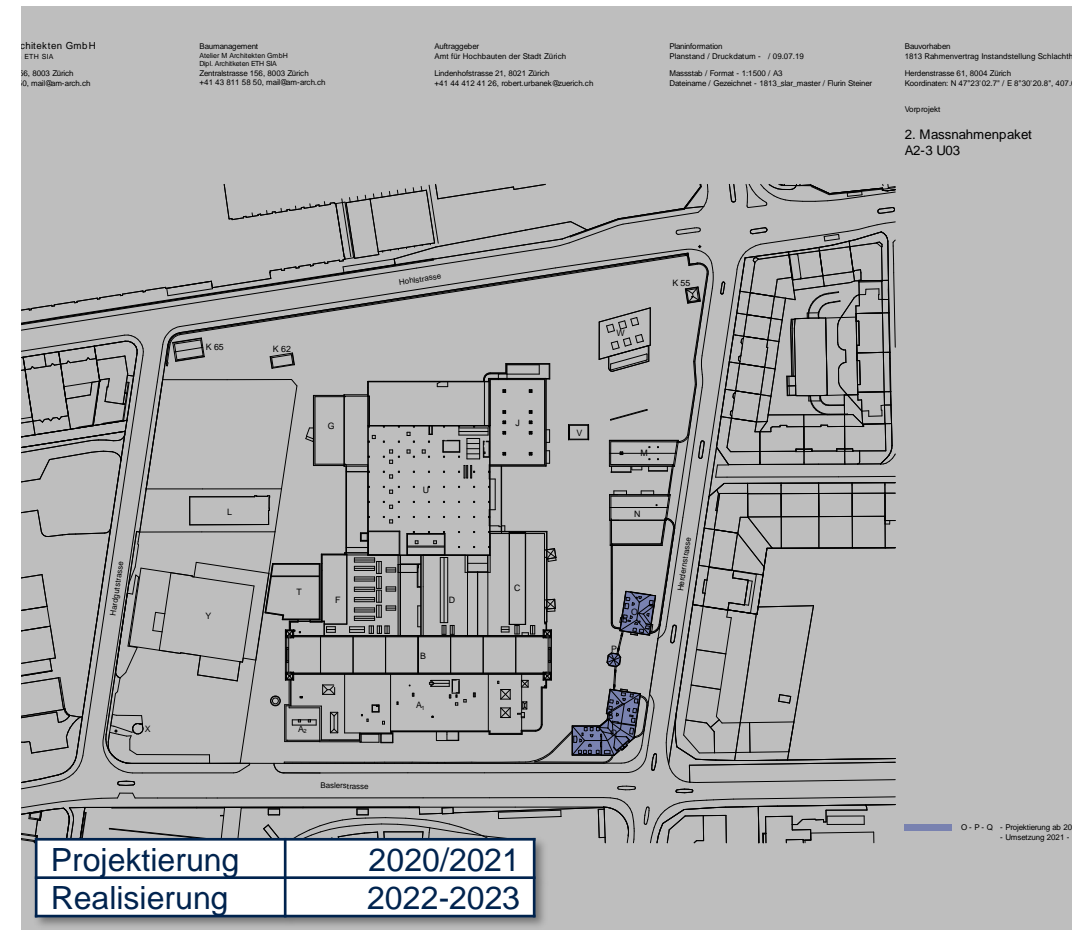 chitekten GmbH
ETH SIA
56, 8003 Zürich
50, mail@am-arch.ch
Baumanagement
Atelier M Architekten GmbH
Dipl. Architketen ETH SIA
Zentralstrasse 156, 8003 Zürich
+41 43 811 58 50, mail@am-arch.ch
Auftraggeber
Amt für Hochbauten der Stadt Zürich
Lindenhofstrasse 21, 8021 Zürich
+41 44 412 41 26, robert.urbanek@zuerich.ch
Planinformation
Planstand / Druckdatum - / 09.07.19
Massstab / Format - 1:1500 / A3
Dateiname / Gezeichnet - 1813_slar_master / Flurin Steiner
Bauvorhaben
1813 Rahmenvertrag Instandstellung Schlachth
Herdenstrasse 61, 8004 Zürich
Koordinaten: N 47°23'02.7" / E 8°30'20.8", 407.
Vorprojekt
2. Massnahmenpaket
A2-3 U03
Hohlstrasse
K 55
W
K 65
K 62
G
J
V
M
U
L
N
Hardgutstrasse
Herdernstrasse
T
F
D
C
O
Y
B
P
A1
A2
X
Baslerstrasse
O - P - Q - Projektierung ab 20
- Umsetzung 2021 -
Projektierung 2020/2021
Realisierung 2022-2023